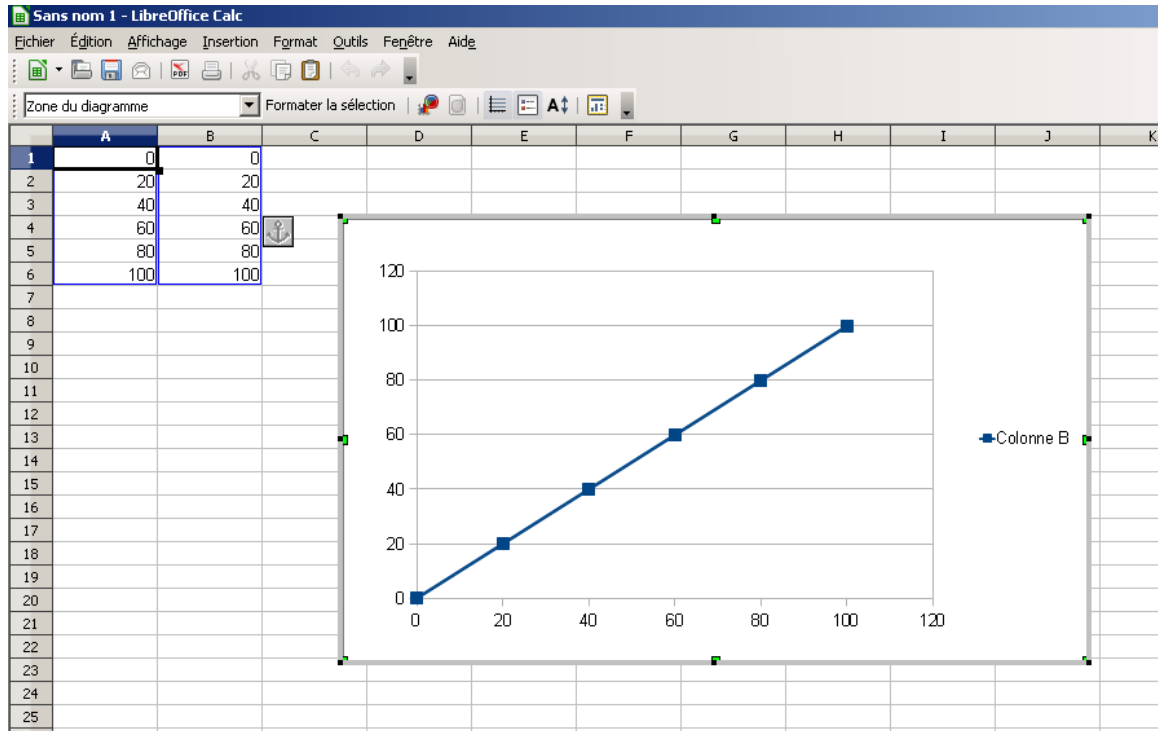 Sans nom 1 - LibreOffice Calc
Fichier Édition Affichage Insertion Format Outils Fenêtre Aide
PDF
Zone du diagramme Formater la sélection A
A B C D E F G H I J K
1 0 0
2 20 20
3 40 40
4 60 60
5 80 80
6 100 100
7
8
9
10
11
12
13
14
15
16
17
18
19
20
21
22
23
24
25
120
100
80
60
40
20
0
0 20 40 60 80 100 120
Colonne B